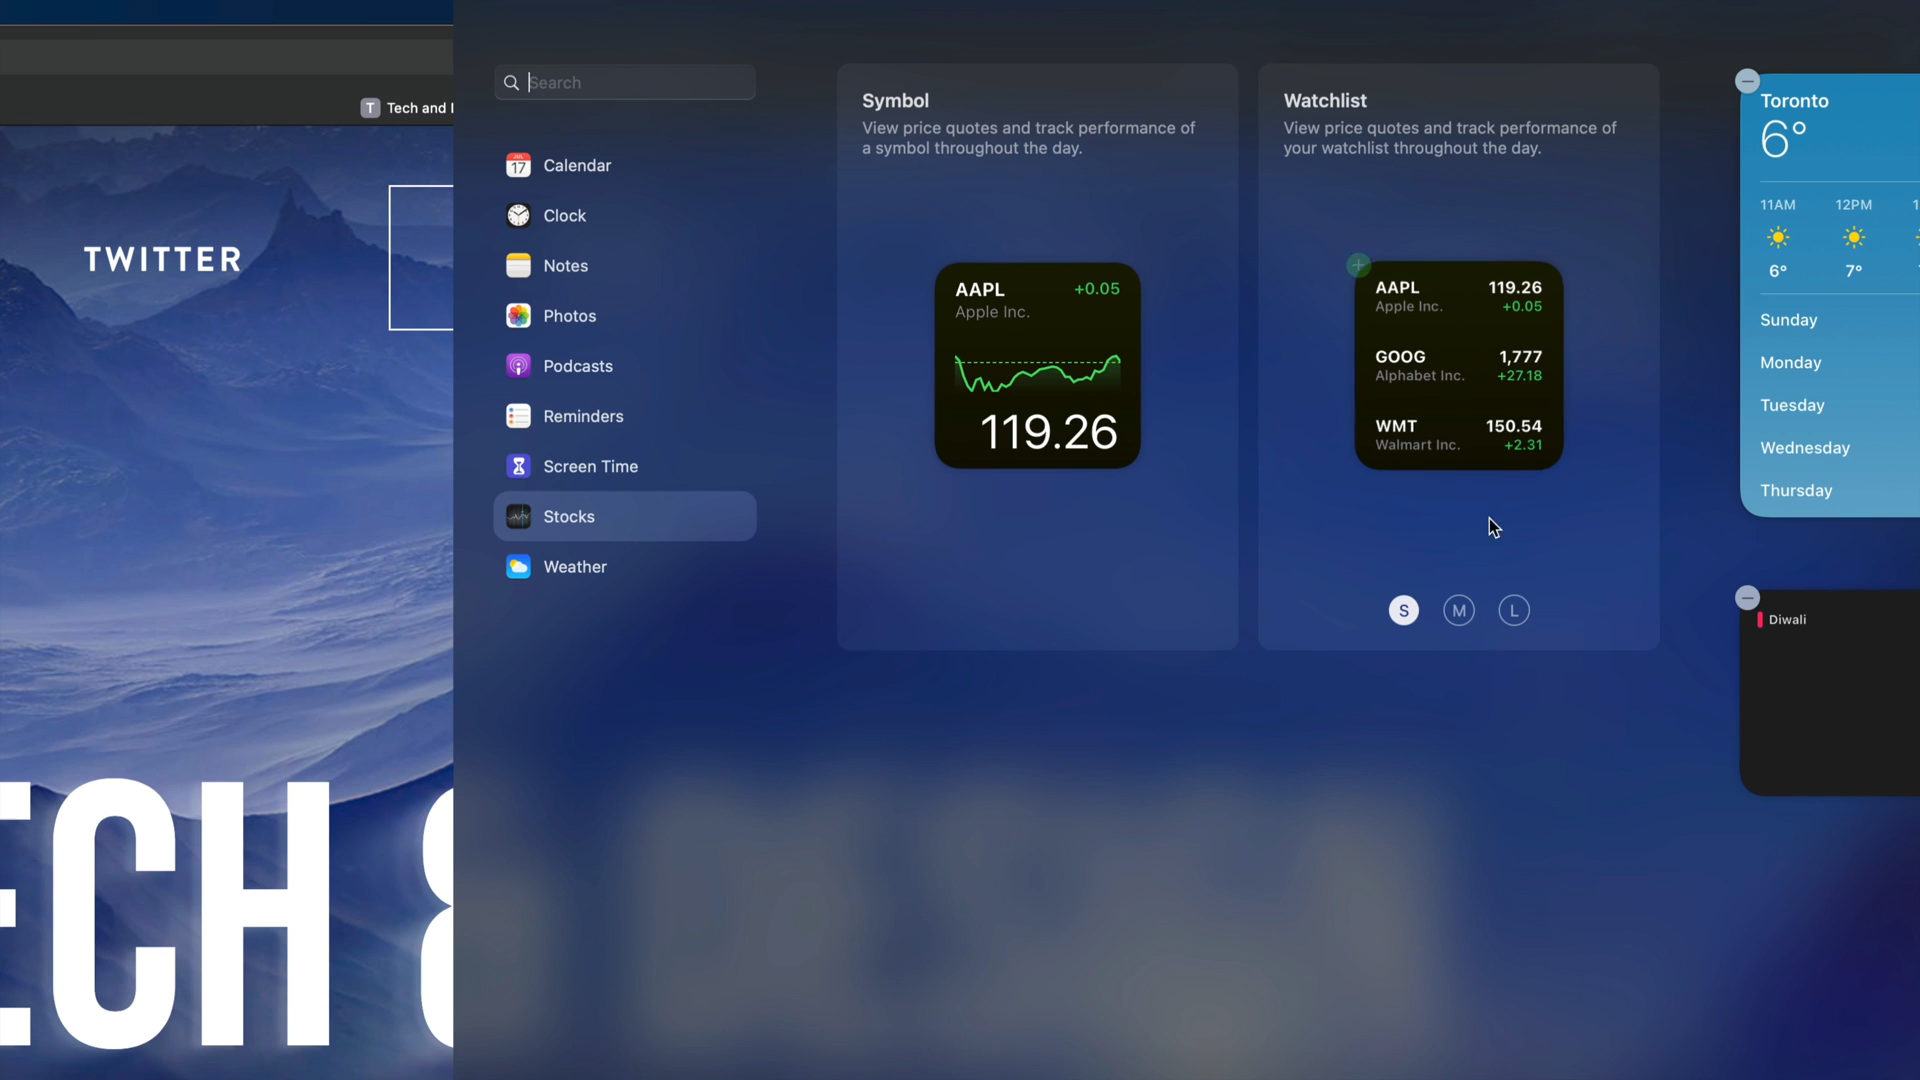 Tech and
TWITTER
ECH
Search
Calendar
Clock
Notes
Photos
Podcasts
Reminders
Screen Time
Stocks
Weather
Symbol
View price quotes and track performance of
a symbol throughout the day.
AAPL +0.05
Apple Inc.
119.26
Watchlist
View price quotes and track performance of
your watchlist throughout the day.
AAPL 119.26
Apple Inc. +0.05
GOOG 1,777
Alphabet Inc. +27.18
WMT 150.54
Walmart Inc. +2.31
S M L
Toronto
6°
11AM 12PM
6° 7°
Sunday
Monday
Tuesday
Wednesday
Thursday
Diwali